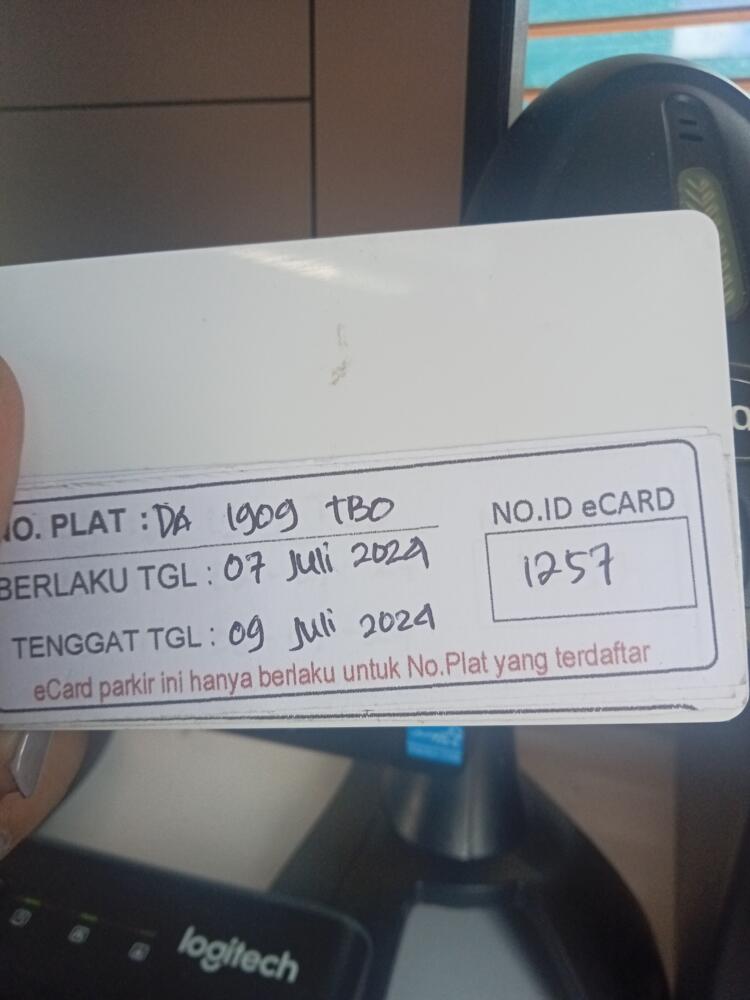 NO. PLAT : DA 1909 TBO
BERLAKU TGL : 07 Juli 2024
TENGGAT TGL : 09 Juli 2024
NO.ID eCARD
1257
eCard parkir ini hanya berlaku untuk No.Plat yang terdaftar
logitech